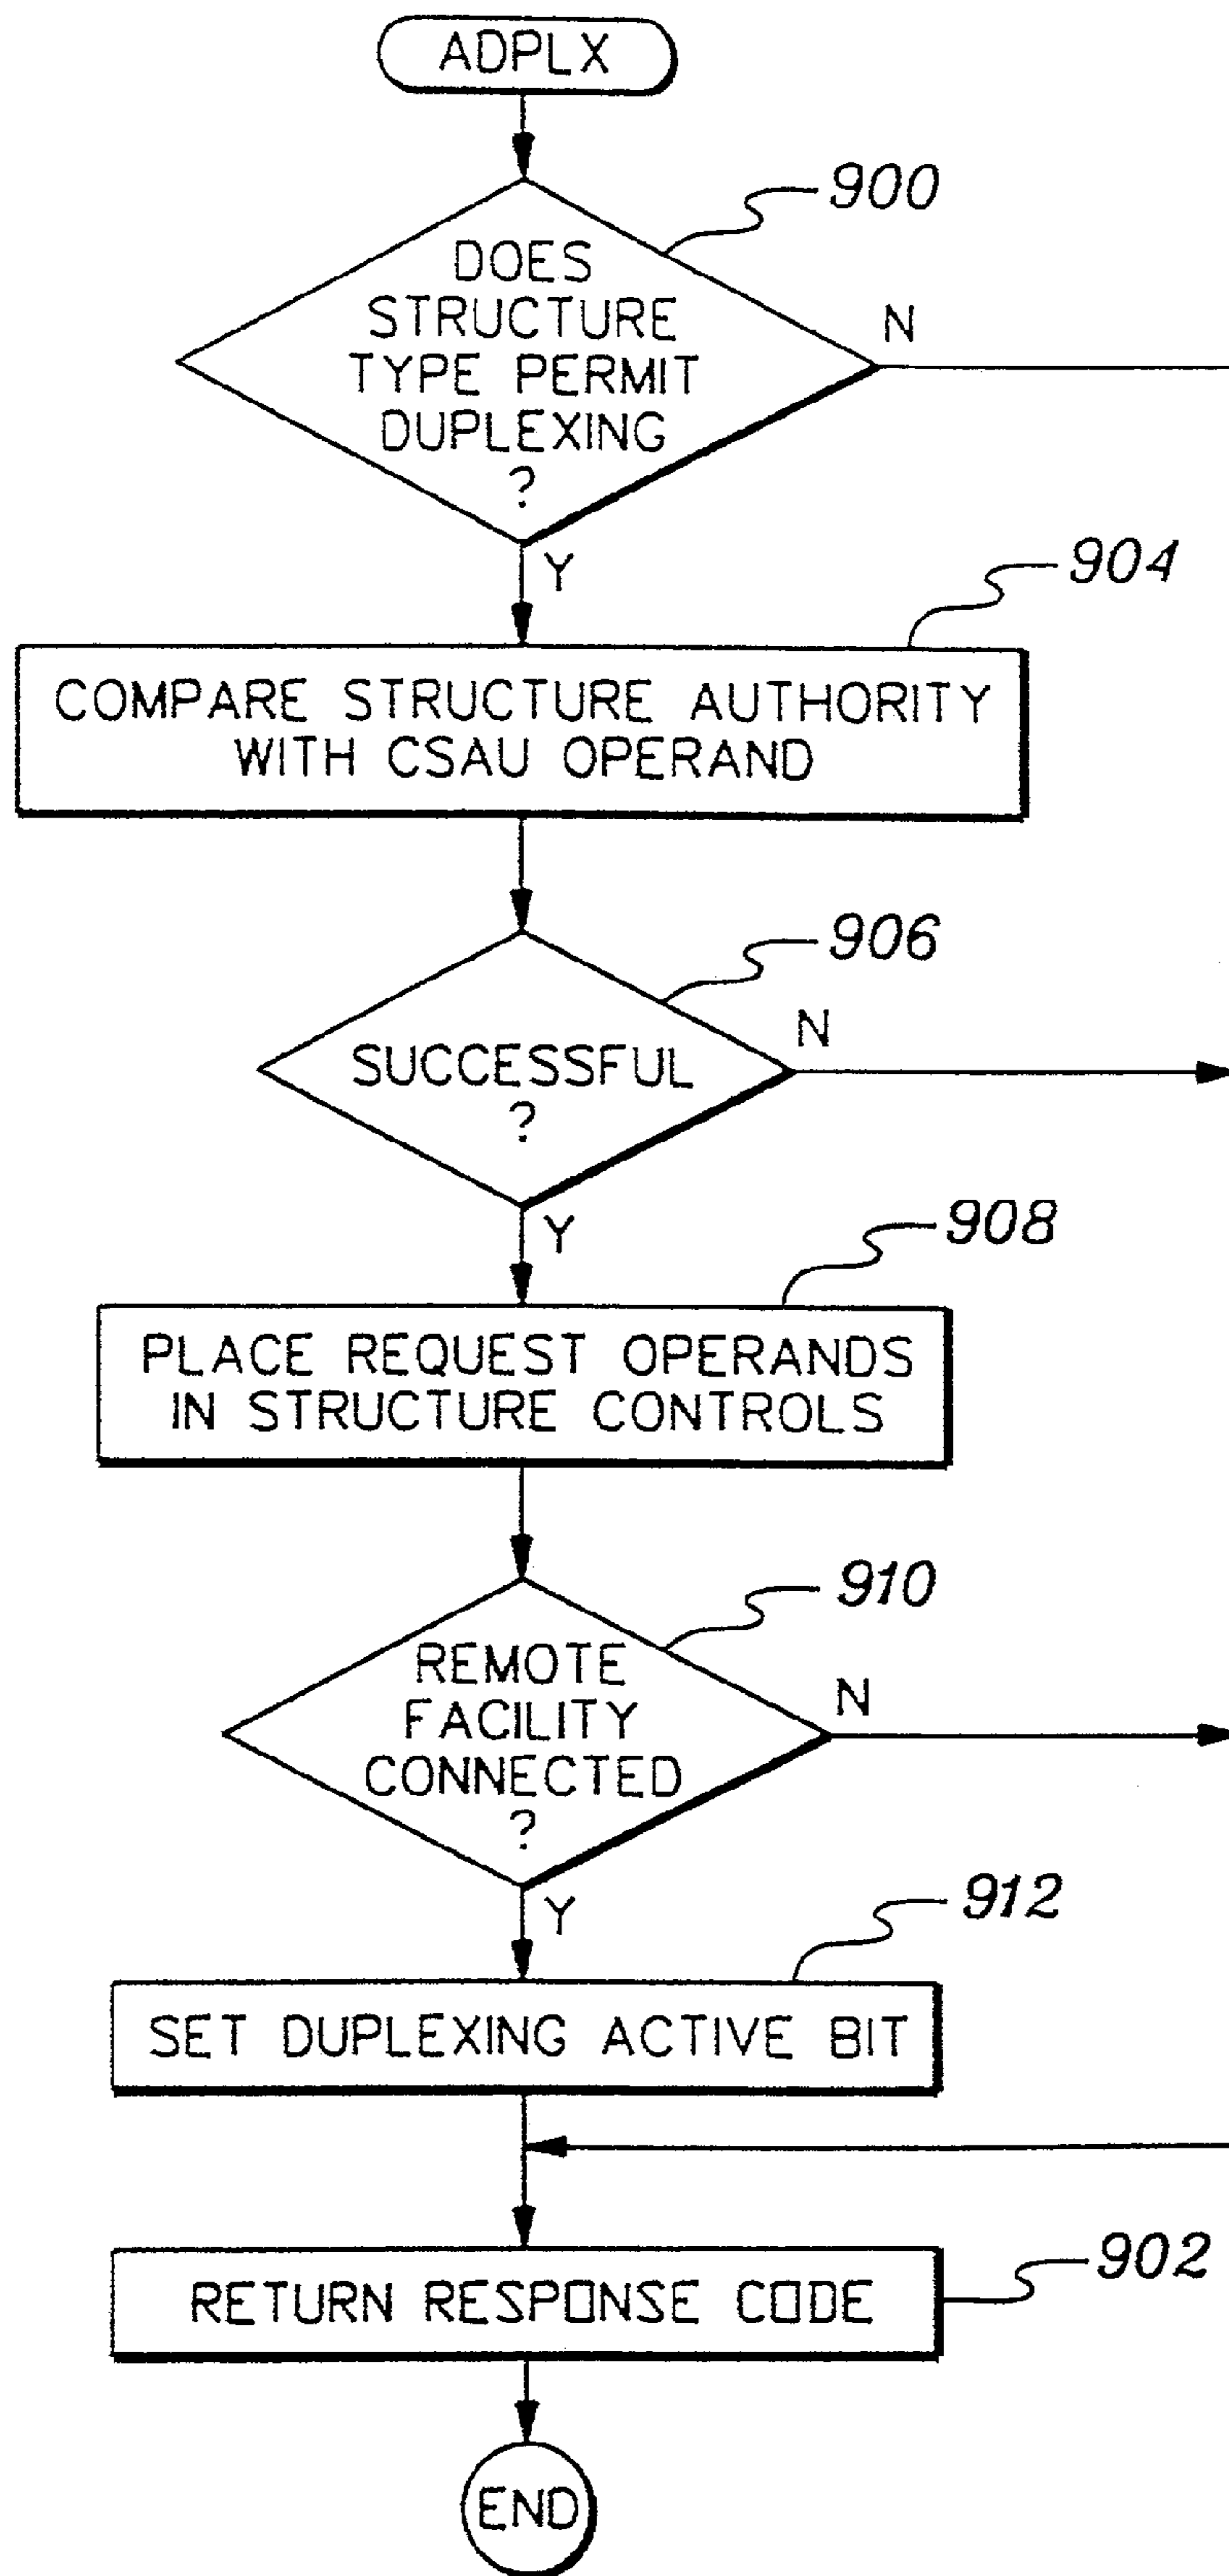 ADPLX
900
DOES
STRUCTURE
TYPE PERMIT
DUPLEXING
?
N
Y
904
COMPARE STRUCTURE AUTHORITY
WITH CSAU OPERAND
906
SUCCESSFUL
?
N
Y
908
PLACE REQUEST OPERANDS
IN STRUCTURE CONTROLS
910
REMOTE
FACILITY
CONNECTED
?
N
Y
912
SET DUPLEXING ACTIVE BIT
902
RETURN RESPONSE CODE
END